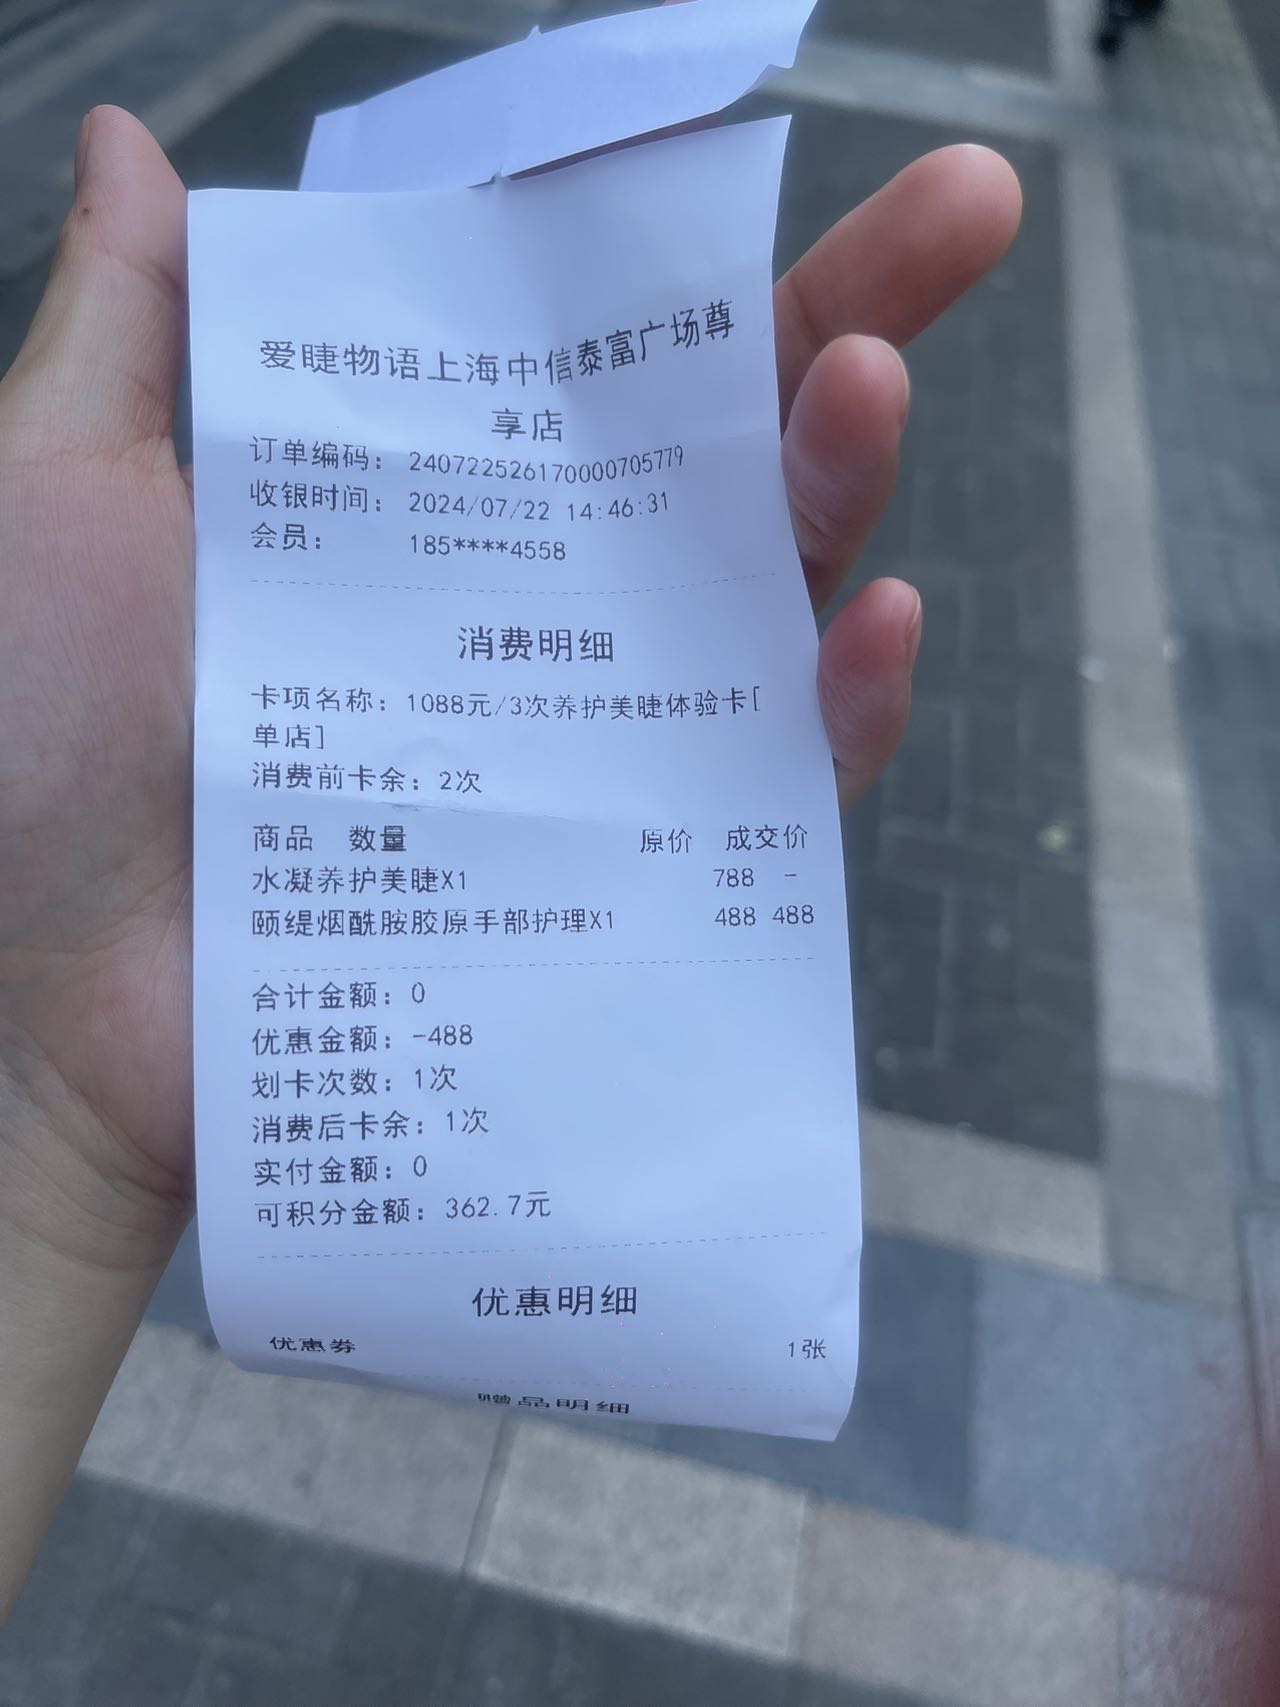 爱睫物语上海中信泰富广场尊
享店
订单编码：240722526170000705779
收银时间：2024/07/22 14:46:31
会员：185****4558
消费明细
卡项名称：1088元/3次养护美睫体验卡[
单店]
消费前卡余：2次
商品 数量 原价 成交价
水凝养护美睫X1 788 -
颐缇烟酰胺胶原手部护理X1 488 488
合计金额：0
优惠金额：-488
划卡次数：1次
消费后卡余：1次
实付金额：0
可积分金额：362.7元
优惠明细
优惠券 1张
赠品明细